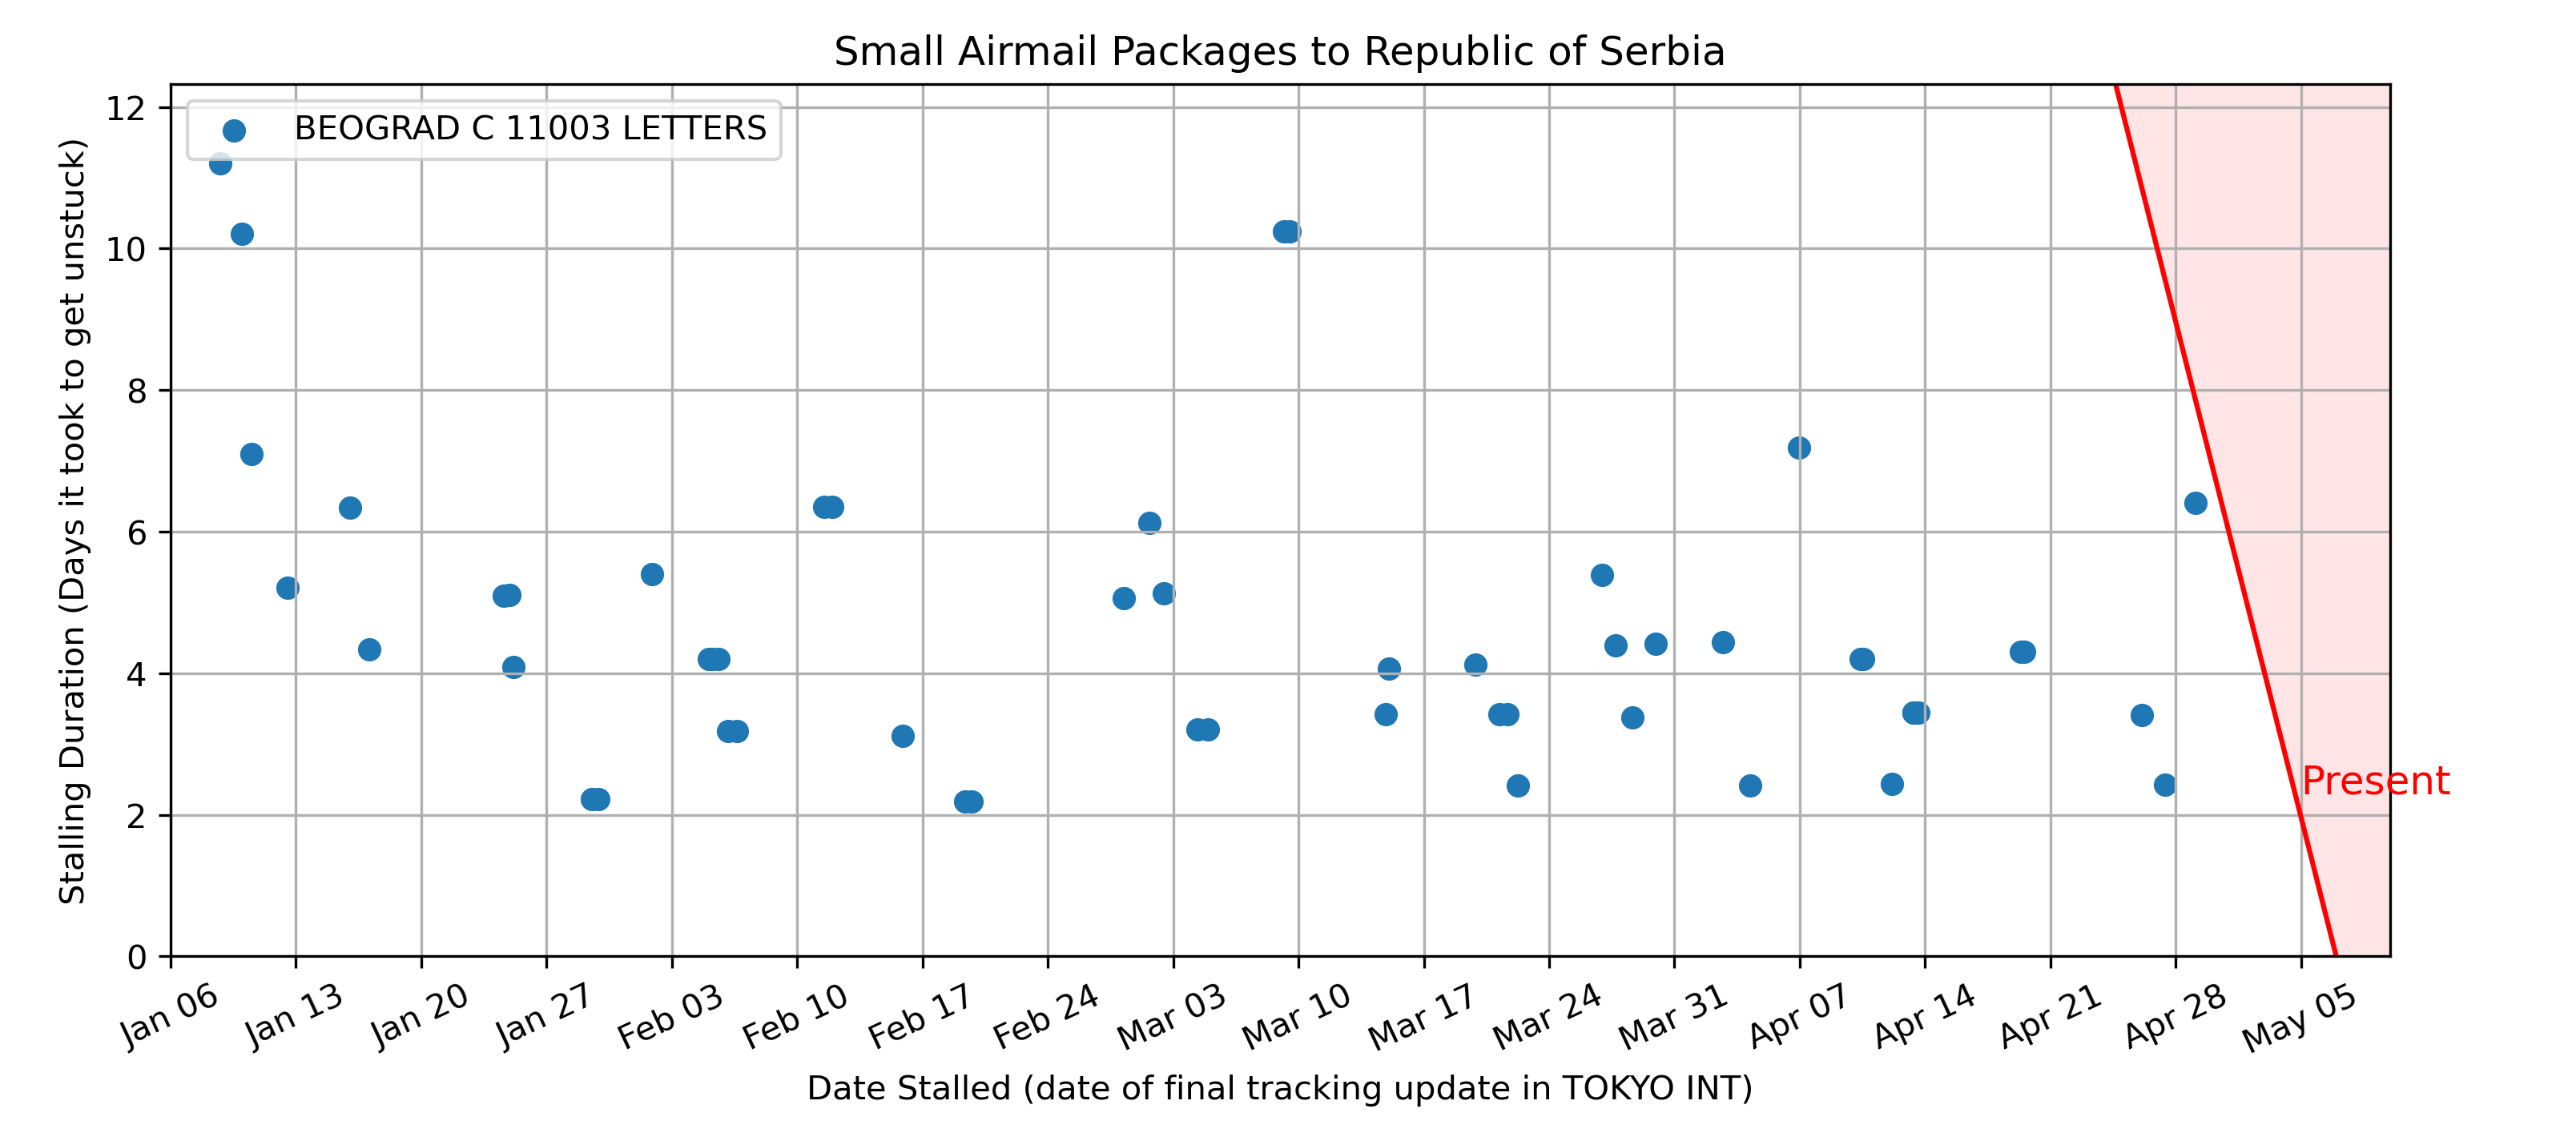 Small Airmail Packages to Republic of Serbia
BEOGRAD C 11003 LETTERS
Stalling Duration (Days it took to get unstuck)
12
10
8
6
4
2
0
Present
Jan 06
Jan 13
Jan 20
Jan 27
Feb 03
Feb 10
Feb 17
Feb 24
Mar 03
Mar 10
Mar 17
Mar 24
Mar 31
Apr 07
Apr 14
Apr 21
Apr 28
May 05
Date Stalled (date of final tracking update in TOKYO INT)